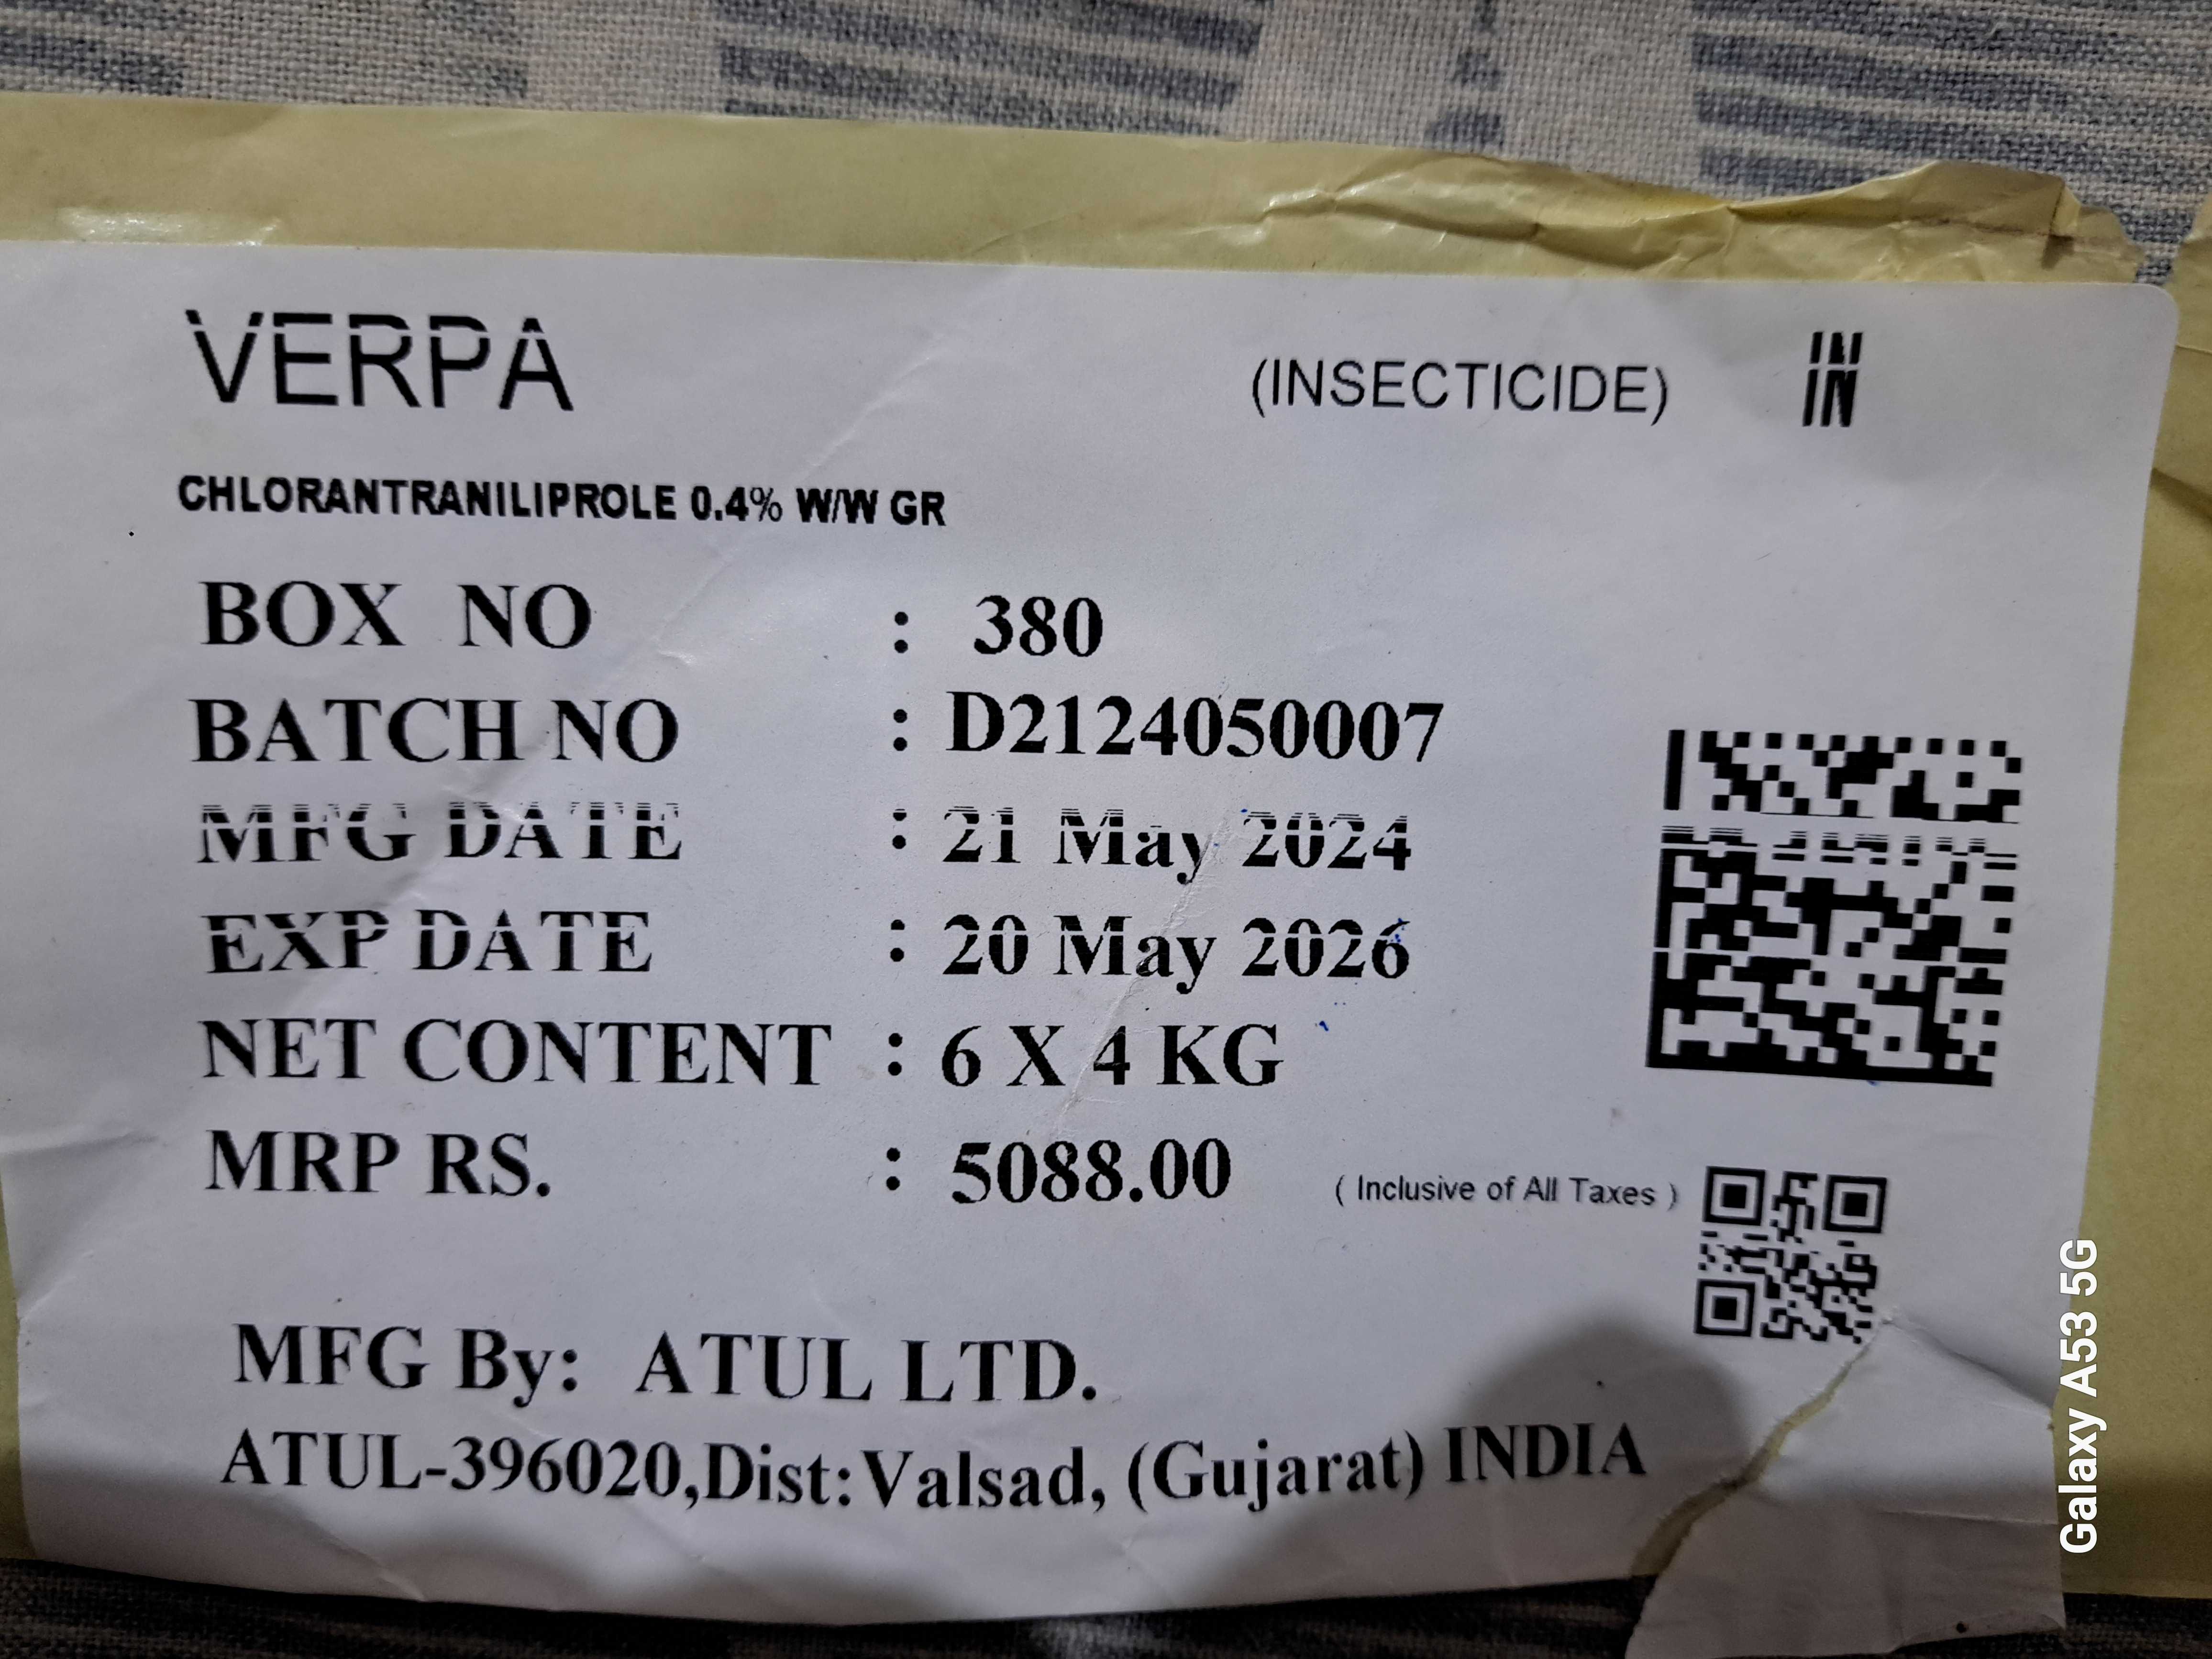 VERPA (INSECTICIDE) IN
CHLORANTRANILIPROLE 0.4% W/W GR
BOX NO : 380
BATCH NO : D2124050007
MFG DATE : 21 May 2024
EXP DATE : 20 May 2026
NET CONTENT : 6 X 4 KG
MRP RS. : 5088.00 ( Inclusive of All Taxes )
MFG By: ATUL LTD.
ATUL-396020,Dist:Valsad, (Gujarat) INDIA
Galaxy A53 5G